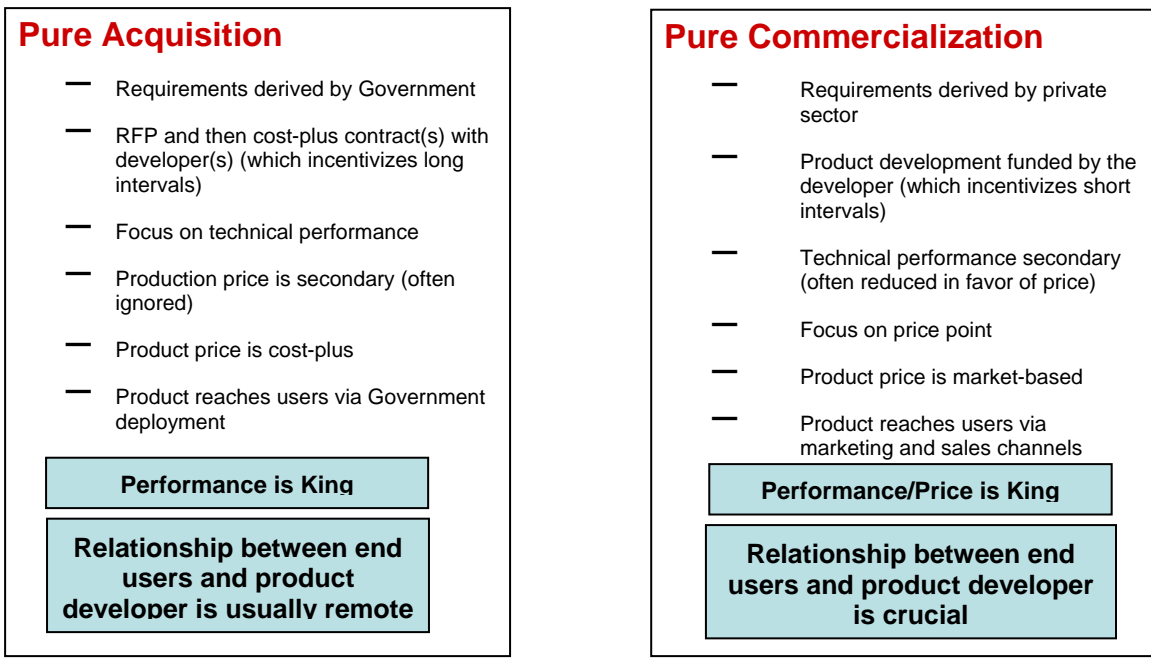 Pure Acquisition
— Requirements derived by Government
— RFP and then cost-plus contract(s) with
developer(s) (which incentivizes long
intervals)
— Focus on technical performance
— Production price is secondary (often
ignored)
— Product price is cost-plus
— Product reaches users via Government
deployment
Performance is King
Relationship between end
users and product
developer is usually remote
Pure Commercialization
— Requirements derived by private
sector
— Product development funded by the
developer (which incentivizes short
intervals)
— Technical performance secondary
(often reduced in favor of price)
— Focus on price point
— Product price is market-based
— Product reaches users via
marketing and sales channels
Performance/Price is King
Relationship between end
users and product developer
is crucial